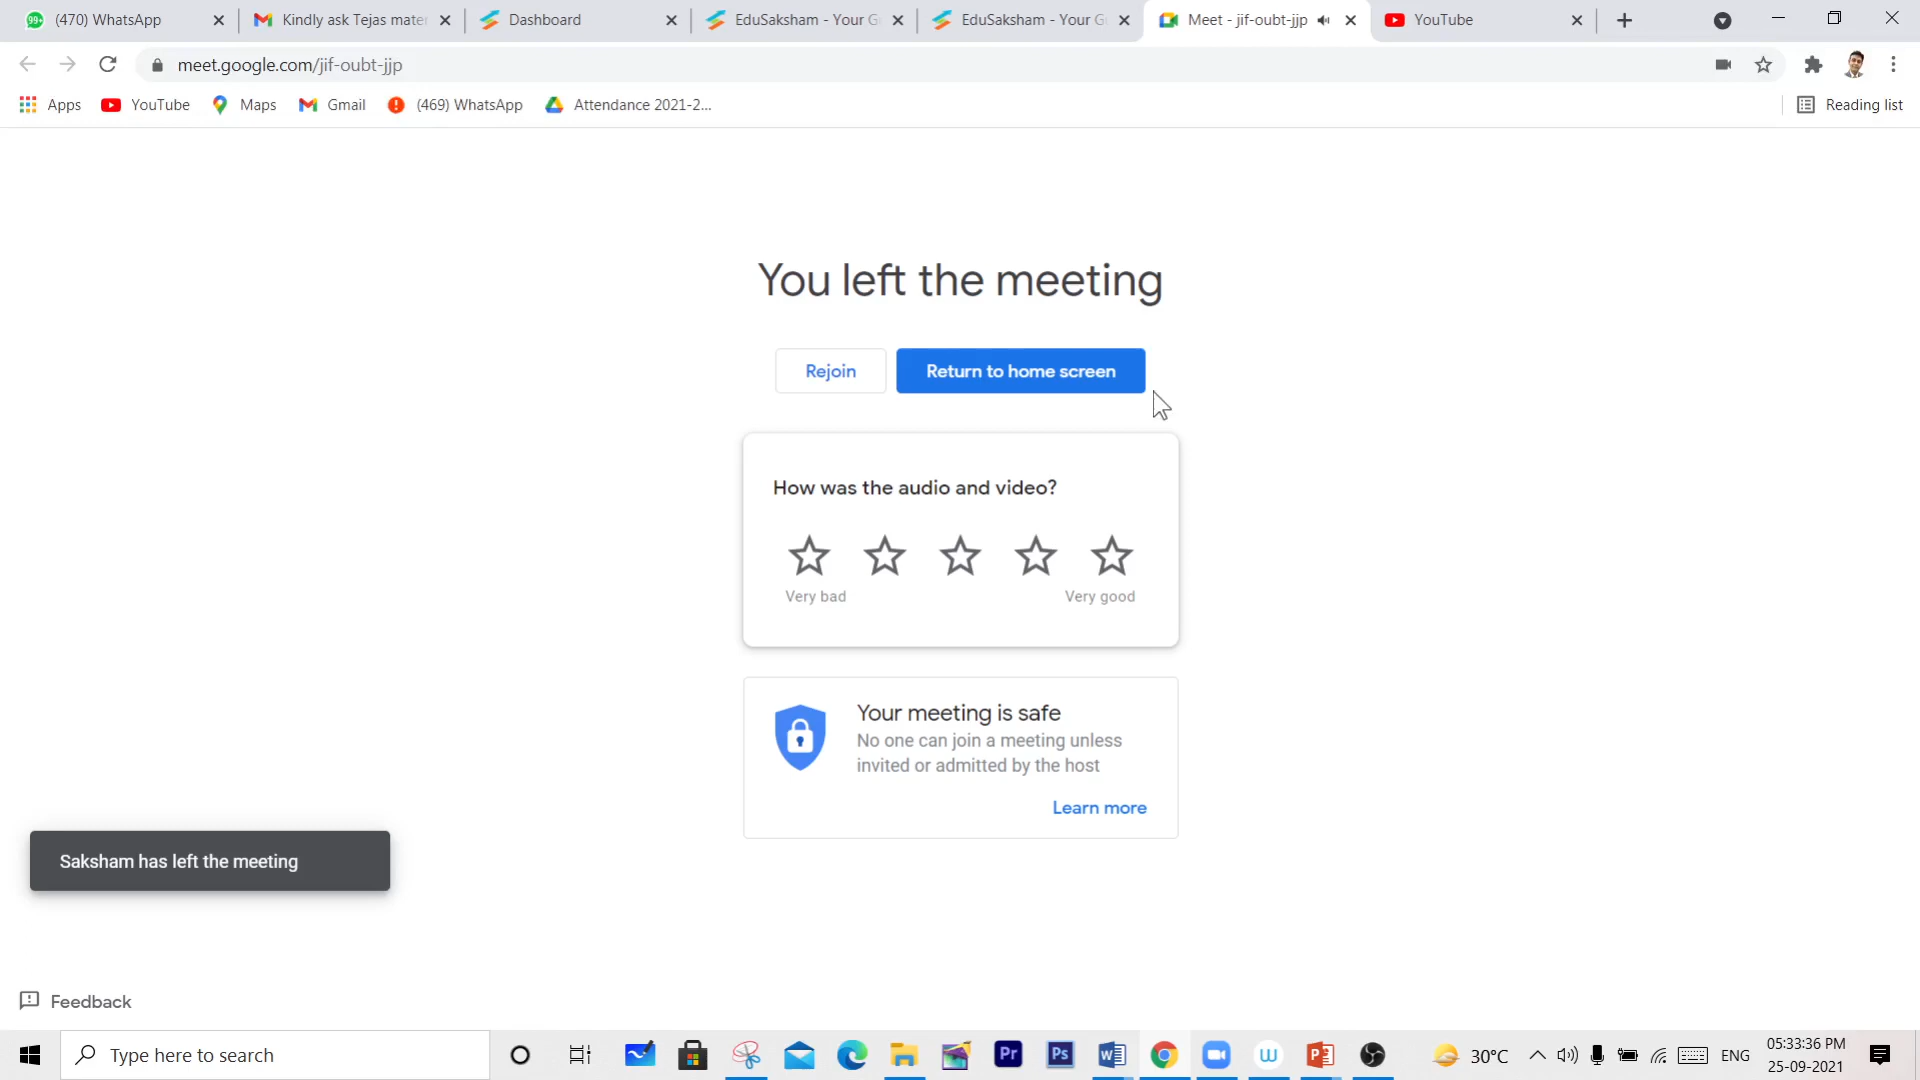 (470) WhatsApp
Kindly ask Tejas mater
Dashboard
EduSaksham - Your G
EduSaksham - Your G
Meet - jif-oubt-jjp
YouTube
meet.google.com/jif-oubt-jjp
Apps
YouTube
Maps
Gmail
(469) WhatsApp
Attendance 2021-2...
Reading list
You left the meeting
Rejoin
Return to home screen
How was the audio and video?
Very bad
Very good
Your meeting is safe
No one can join a meeting unless
invited or admitted by the host
Learn more
Saksham has left the meeting
Feedback
Type here to search
Pr
Ps
30°C
ENG
05:33:36 PM
25-09-2021